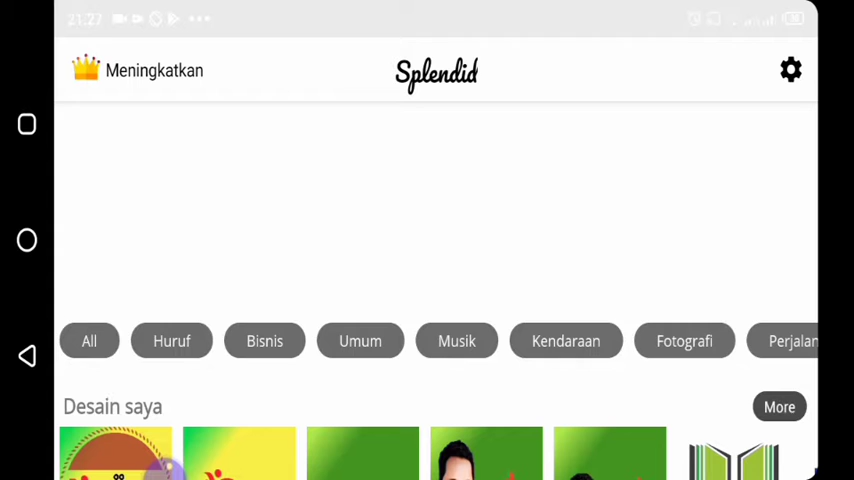 21.27
Meningkatkan
Splendid
All Huruf Bisnis Umum Musik Kendaraan Fotografi Perjalan
Desain saya
More